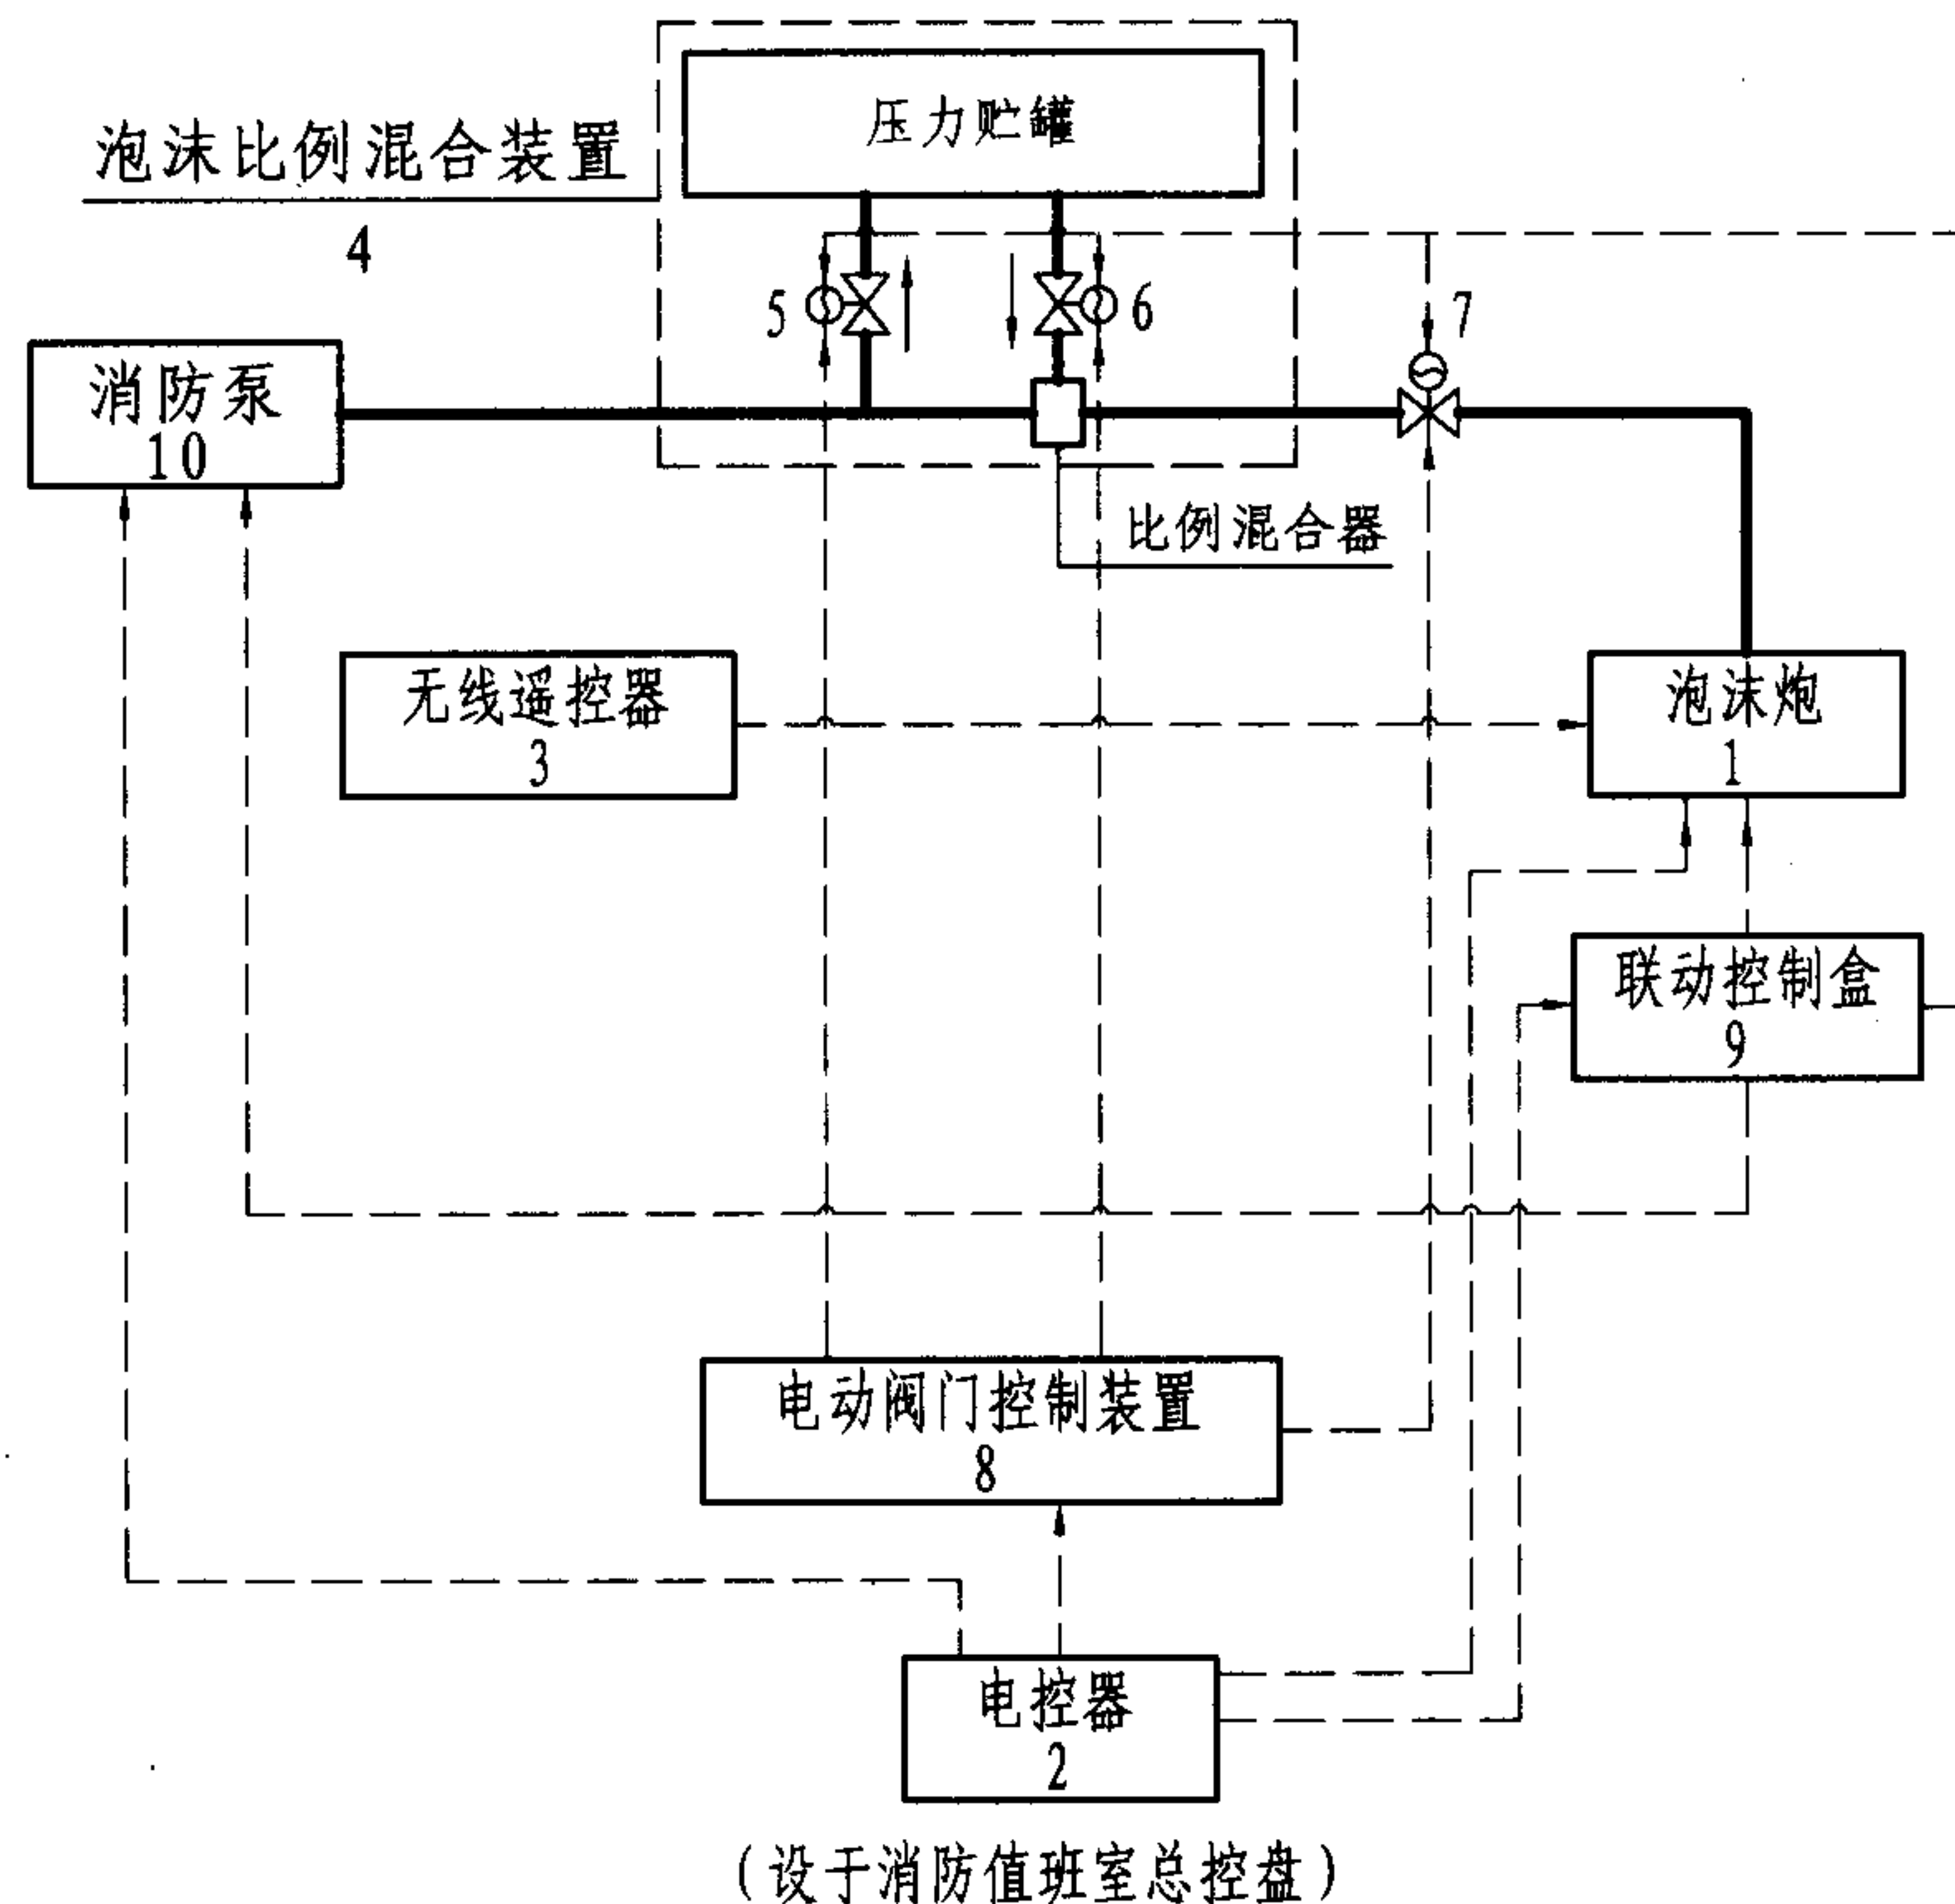 压力贮罐
泡沫比例混合装置
4
5
6
7
消防泵
10
比例混合器
无线遥控器
3
泡沫炮
1
联动控制盒
9
电动阀门控制装置
8
电控器
2
(设于消防值班室总控盘)